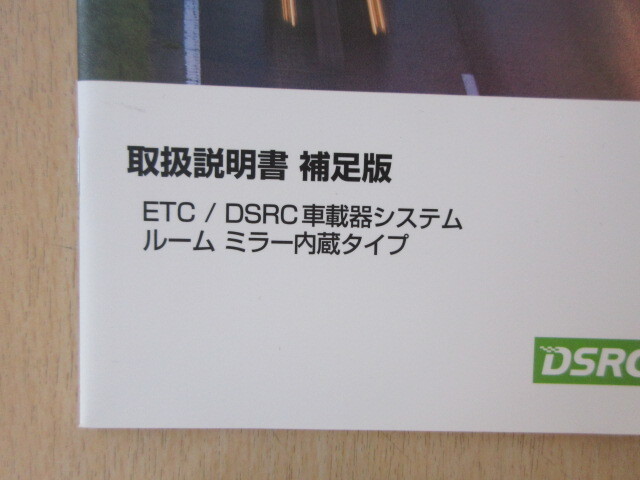 取扱説明書 補足版
ETC / DSRC車載器システム
ルーム ミラー内蔵タイプ
DSRC